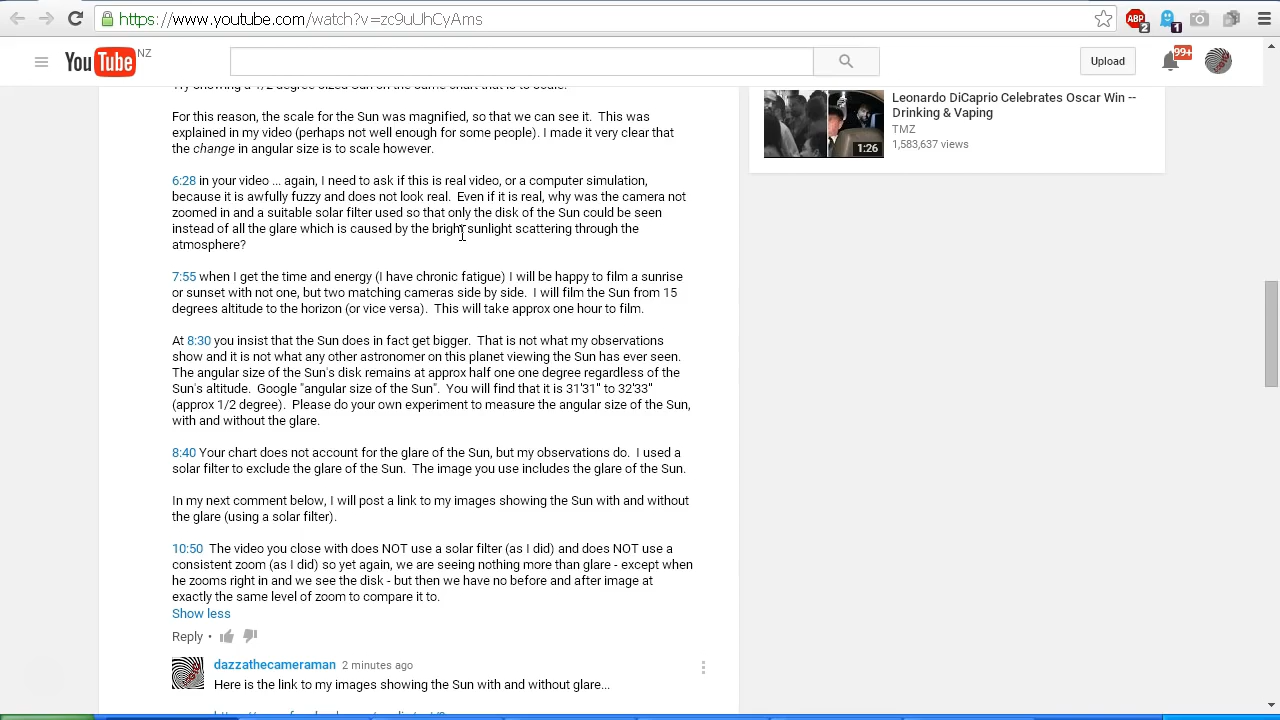 https://www.youtube.com/watch?v=zc9uUhCyAms
ABP
2
1
YouTube NZ
Upload
99+
Try showing a 1/2 degree sized Sun on the same chart that is to scale.
Leonardo DiCaprio Celebrates Oscar Win --
Drinking & Vaping
TMZ
1,583,637 views
1:26
For this reason the scale for the Sun was magnified, so that we can see it.  This was
explained in my video (perhaps not well enough for some people). I made it very clear that
the change in angular size is to scale however.
6:28 in your video ... again, I need to ask if this is real video, or a computer simulation,
because it is awfully fuzzy and does not look real.  Even if it is real, why was the camera not
zoomed in and a suitable solar filter used so that only the disk of the Sun could be seen
instead of all the glare which is caused by the bright sunlight scattering through the
atmosphere?
7:55 when I get the time and energy (I have chronic fatigue) I will be happy to film a sunrise
or sunset with not one, but two matching cameras side by side.  I will film the Sun from 15
degrees altitude to the horizon (or vice versa).  This will take approx one hour to film.
At 8:30 you insist that the Sun does in fact get bigger.  That is not what my observations
show and it is not what any other astronomer on this planet viewing the Sun has ever seen.
The angular size of the Sun's disk remains at approx half one one degree regardless of the
Sun's altitude.  Google "angular size of the Sun".  You will find that it is 31'31" to 32'33"
(approx 1/2 degree).  Please do your own experiment to measure the angular size of the Sun,
with and without the glare.
8:40 Your chart does not account for the glare of the Sun, but my observations do.  I used a
solar filter to exclude the glare of the Sun.  The image you use includes the glare of the Sun.
In my next comment below, I will post a link to my images showing the Sun with and without
the glare (using a solar filter).
10:50  The video you close with does NOT use a solar filter (as I did) and does NOT use a
consistent zoom (as I did) so yet again, we are seeing nothing more than glare - except when
he zooms right in and we see the disk - but then we have no before and after image at
exactly the same level of zoom to compare it to.
Show less
Reply •
dazzathecameraman 2 minutes ago
Here is the link to my images showing the Sun with and without glare...